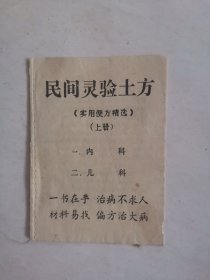 民间灵验土方
（实用便方精选）
（上册）
一．内　科
二．儿　科
一书在手 治病不求人
材料易找 偏方治大病